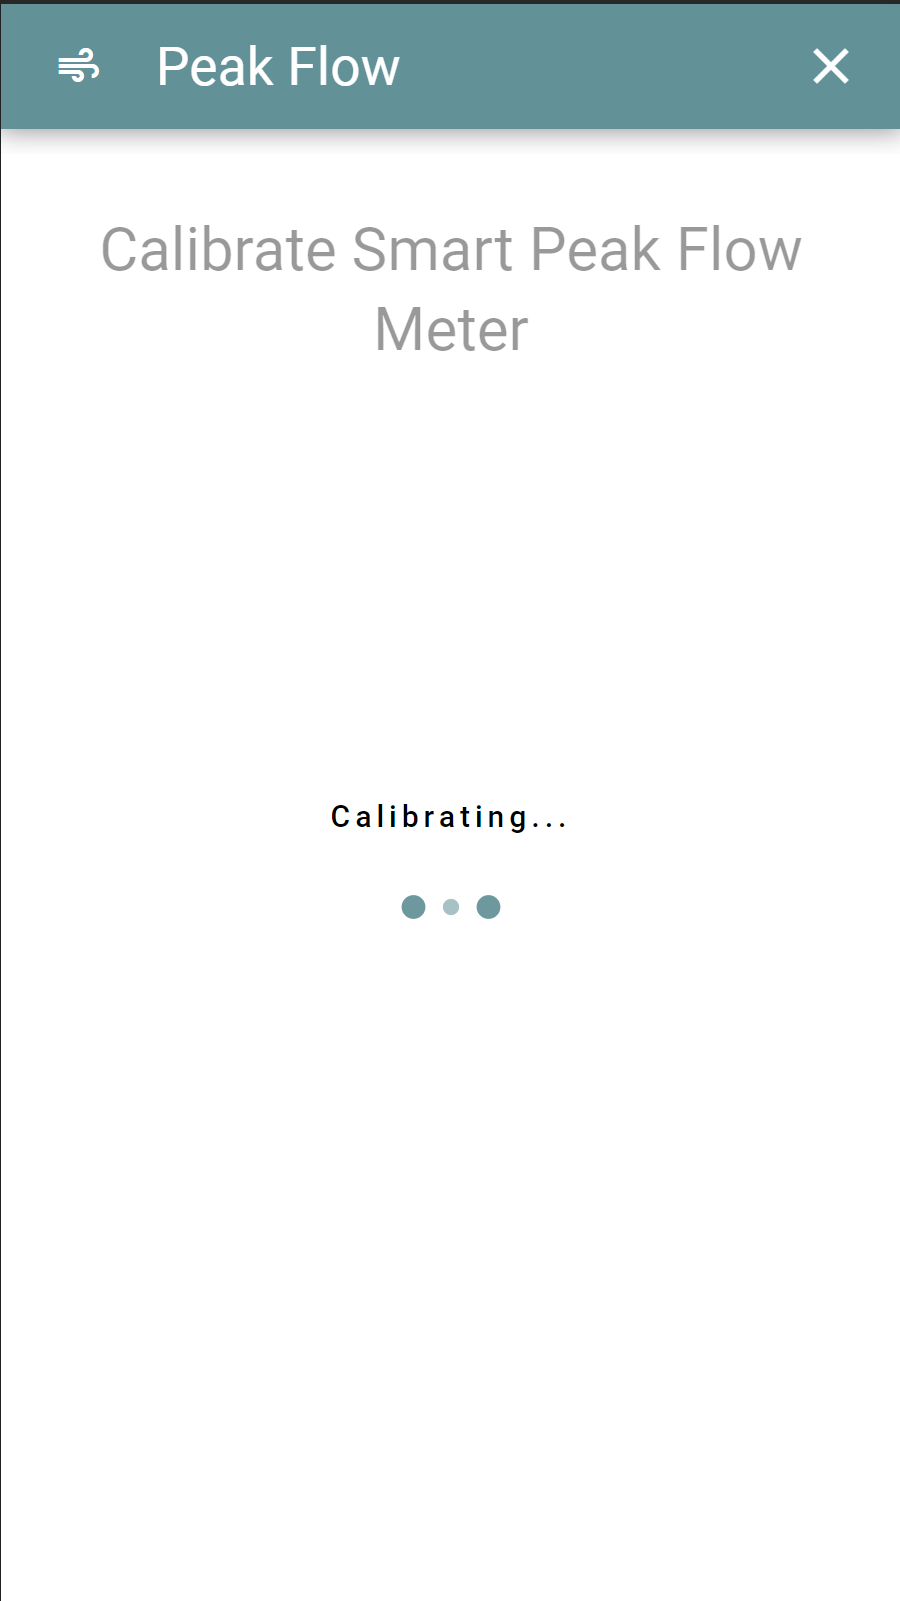 Peak Flow
Calibrate Smart Peak Flow
Meter
Calibrating...